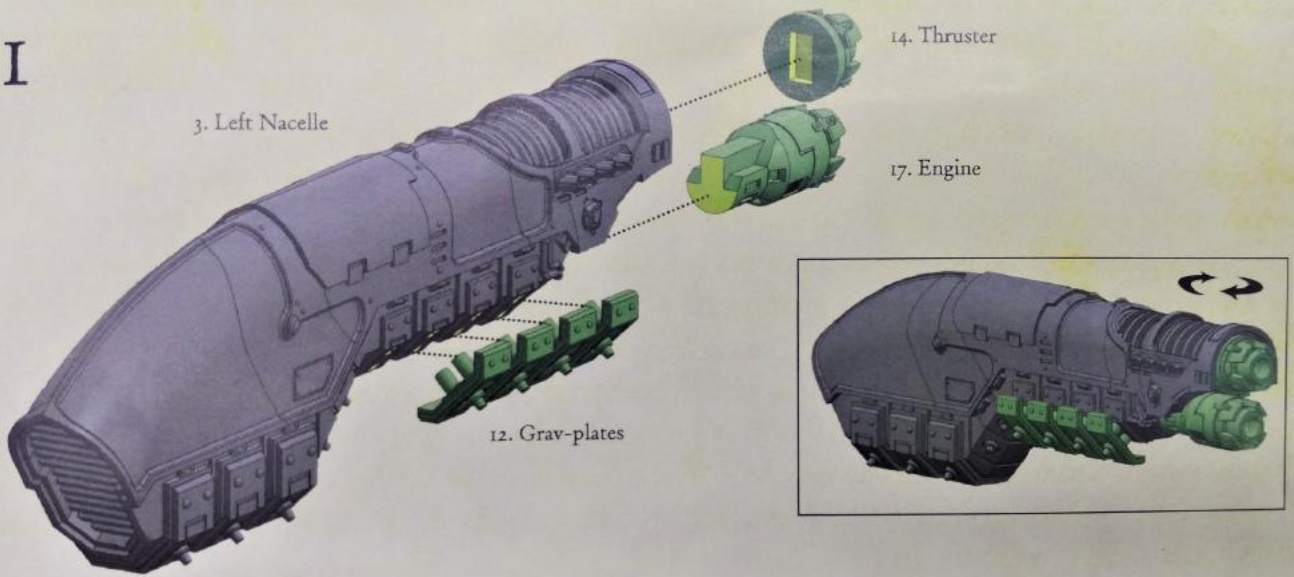 I
14. Thruster
3. Left Nacelle
17. Engine
12. Grav-plates